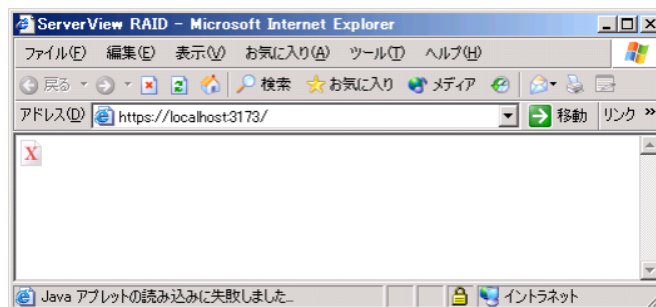 ServerView RAID - Microsoft Internet Explorer
ファイル(F) 編集(E) 表示(V) お気に入り(A) ツール(T) ヘルプ(H)
戻る 検索 お気に入り メディア
アドレス(D) https://localhost:3173/ 移動 リンク »
X
Java アプレットの読み込みに失敗しました... イントラネット